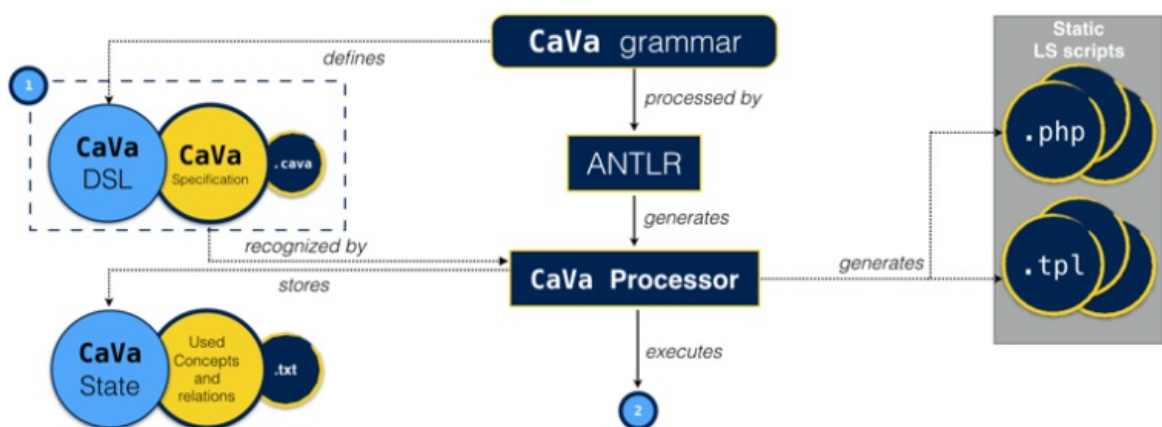 CaVa grammar
Static
LS scripts
defines
1
processed by
CaVa
DSL
CaVa
Specification
.cava
ANTLR
.php
generates
recognized by
stores
CaVa Processor
generates
.tpl
CaVa
State
Used
Concepts
and
relations
.txt
executes
2